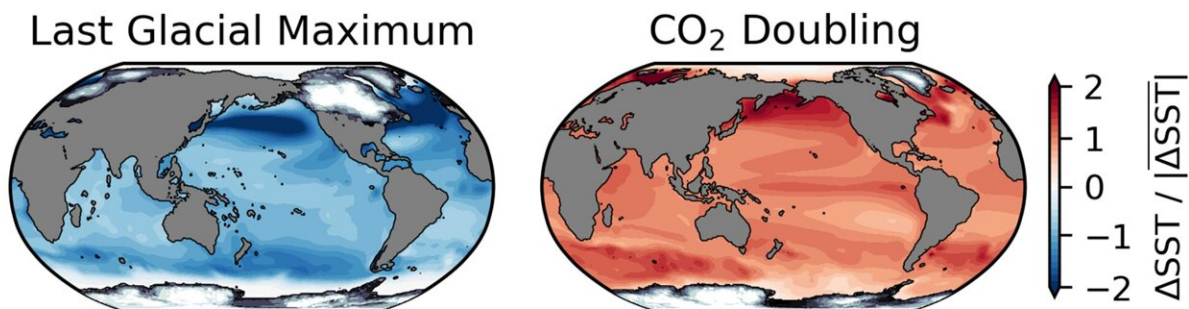 Last Glacial Maximum
CO₂ Doubling
2
1
0
−1
−2
ΔSST / |ΔSST|